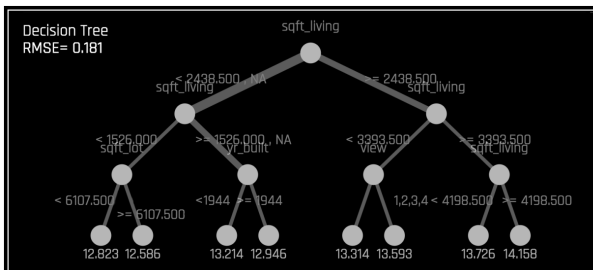 Decision Tree
RMSE= 0.181
sqft_living
< 2438.500 , NA
>= 2438.500
sqft_living
sqft_living
< 1526.000
>= 1526.000 , NA
< 3393.500
>= 3393.500
sqft_lot
yr_built
view
sqft_living
< 6107.500
>= 6107.500
<1944
>= 1944
1,2,3,4
< 4198.500
>= 4198.500
12.823
12.586
13.214
12.946
13.314
13.593
13.726
14.158